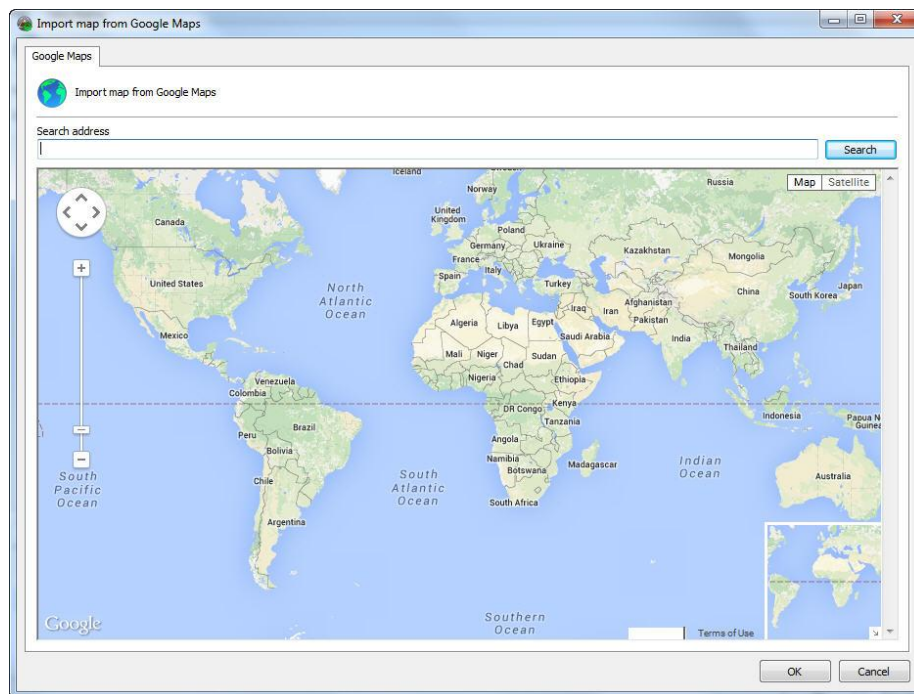 Import map from Google Maps
Google Maps
Import map from Google Maps
Search address
Search
Iceland
Russia
Map Satellite
Norway
Canada
United
Kingdom
Poland
Germany
Ukraine
Kazakhstan
France
Mongolia
Italy
Spain
Turkey
United States
North
Atlantic
Ocean
China
Japan
South Korea
Afghanistan
Iraq
Iran
Pakistan
Algeria
Libya
Egypt
Saudi Arabia
Mexico
India
Thailand
Mali
Niger
Chad
Sudan
Nigeria
Ethiopia
Venezuela
Colombia
Kenya
DR Congo
Indonesia
Papua N
Guinea
Tanzania
Peru
Brazil
Angola
Bolivia
Namibia
Botswana
Madagascar
Indian
Ocean
South
Pacific
Ocean
Chile
South
Atlantic
Ocean
Australia
South Africa
Argentina
Google
Southern
Ocean
Terms of Use
OK
Cancel